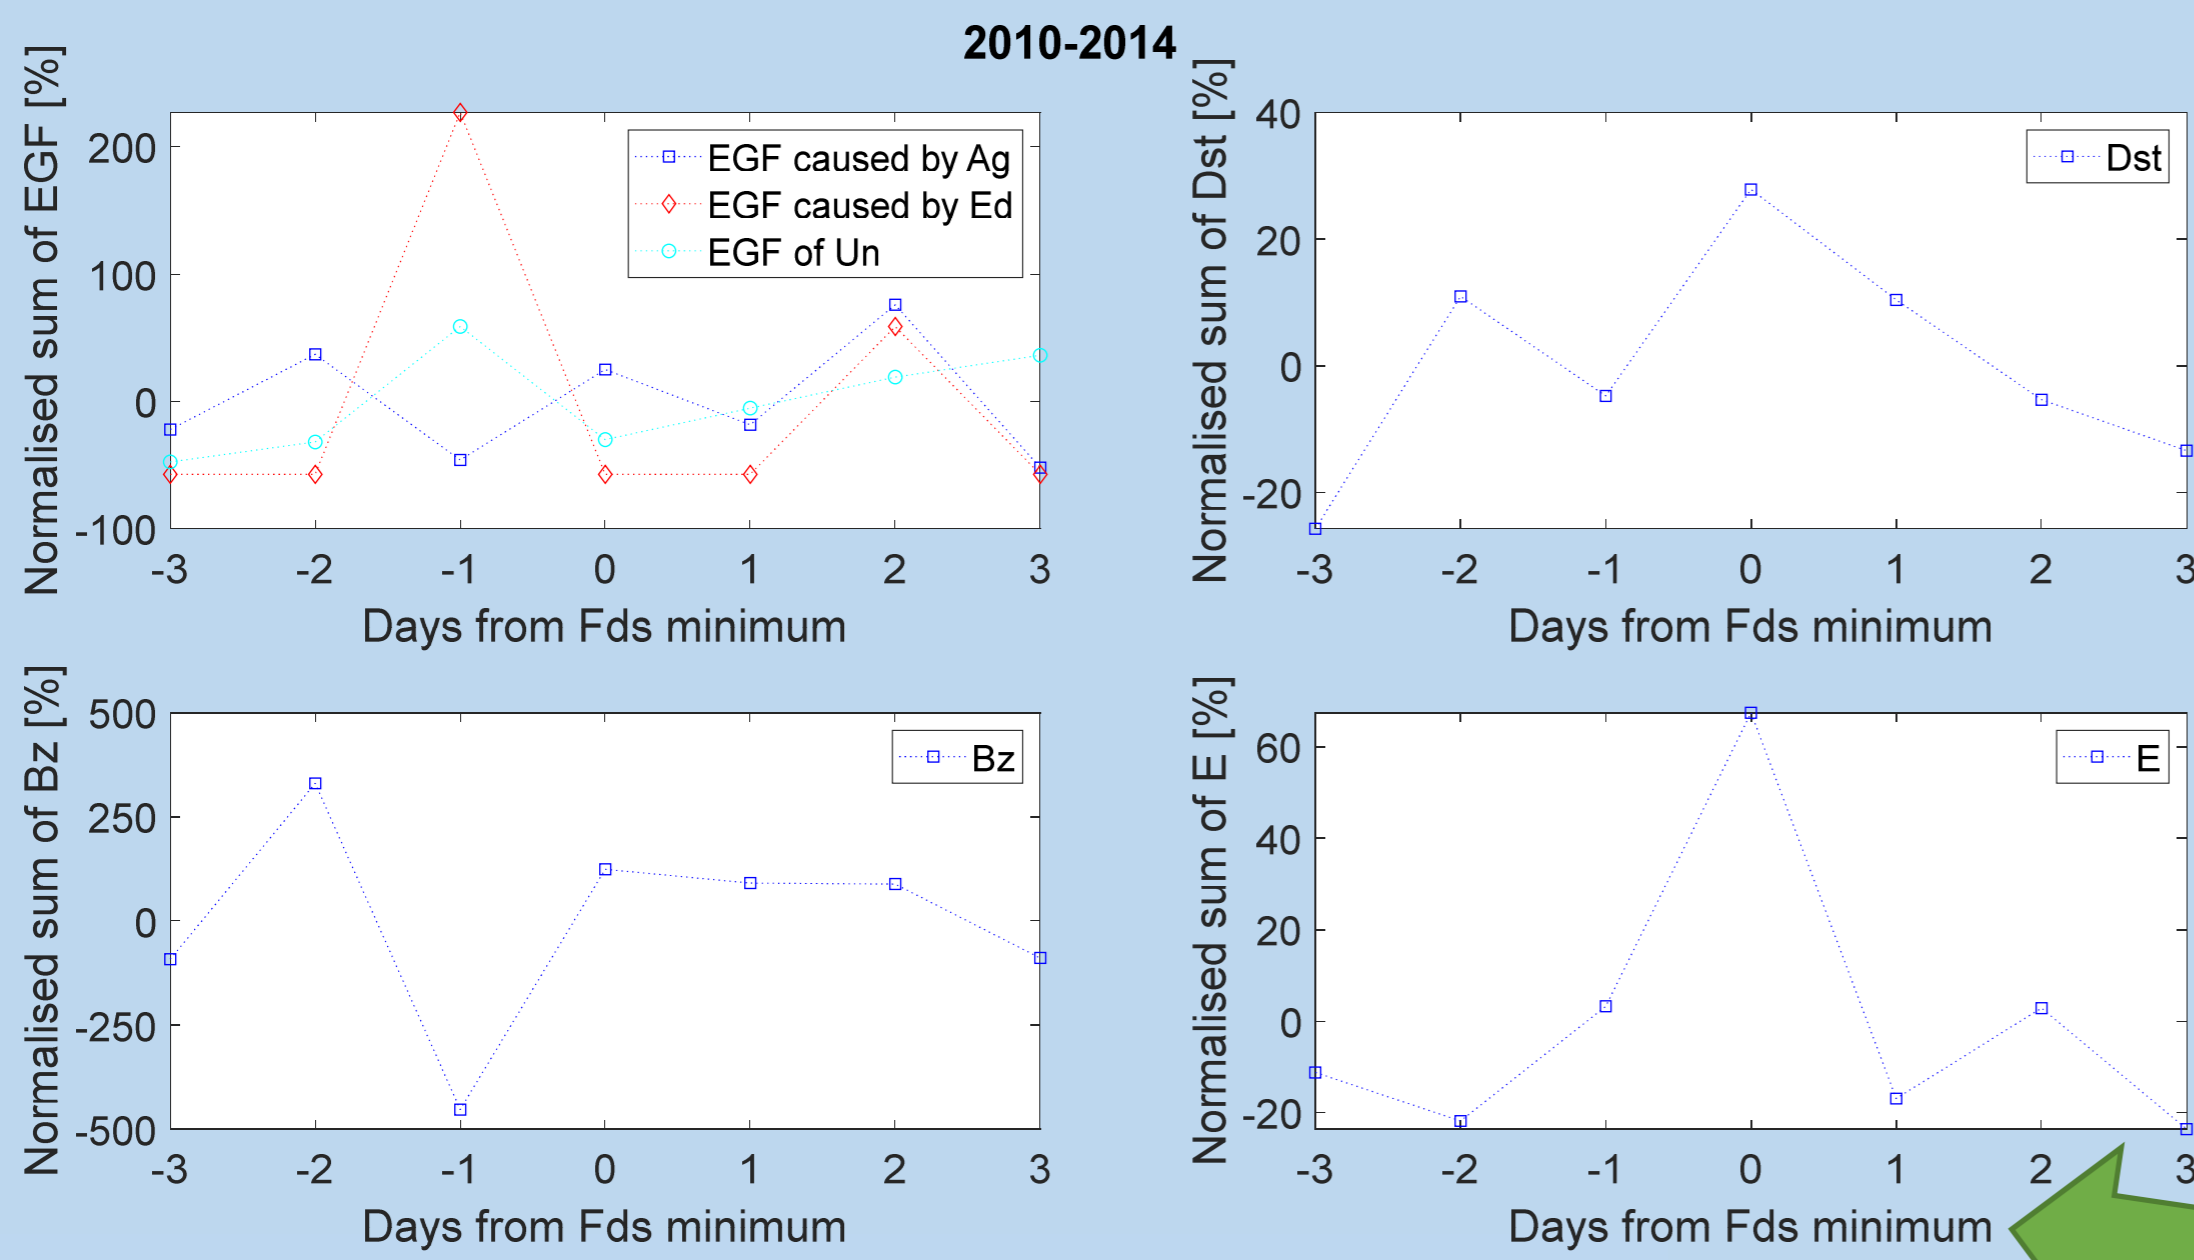 2010-2014
Normalised sum of EGF [%]
200
100
0
-100
EGF caused by Ag
EGF caused by Ed
EGF of Un
-3 -2 -1 0 1 2 3
Days from Fds minimum
Normalised sum of Dst [%]
40
20
0
-20
Dst
-3 -2 -1 0 1 2 3
Days from Fds minimum
Normalised sum of Bz [%]
500
250
0
-250
-500
Bz
-3 -2 -1 0 1 2 3
Days from Fds minimum
Normalised sum of E [%]
60
40
20
0
-20
E
-3 -2 -1 0 1 2 3
Days from Fds minimum